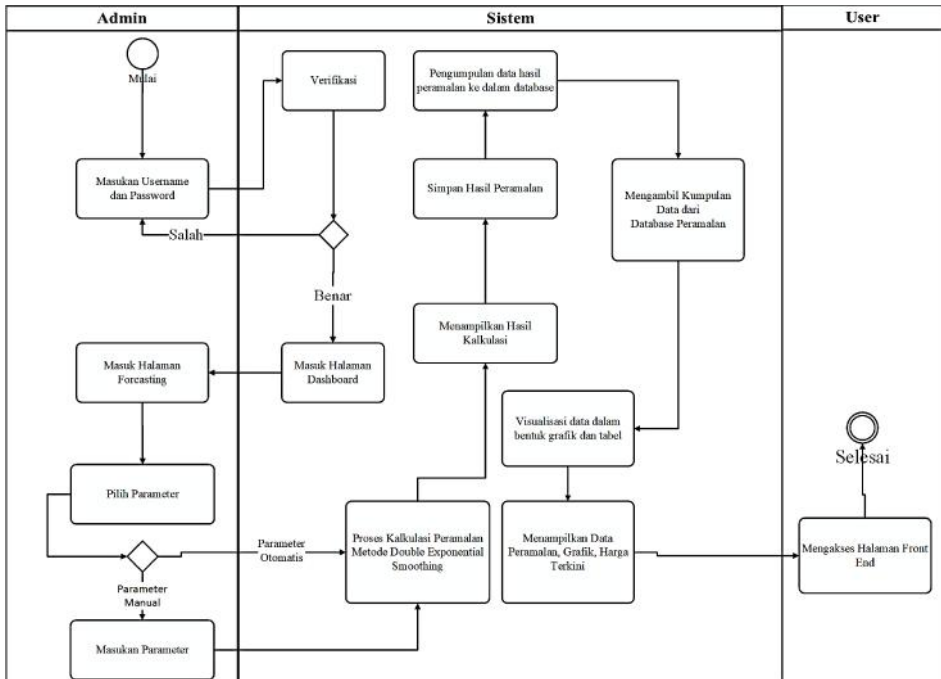 Admin
Sistem
User
Mulai
Masukan Username
dan Password
Verifikasi
Salah
Benar
Masuk Halaman
Dashboard
Masuk Halaman
Forcasting
Pilih Parameter
Parameter
Manual
Masukan Parameter
Parameter
Otomatis
Proses Kalkulasi Peramalan
Metode Double Exponential
Smoothing
Menampilkan Hasil
Kalkulasi
Simpan Hasil Peramalan
Pengumpulan data hasil
peramalan ke dalam database
Mengambil Kumpulan
Data dari
Database Peramalan
Visualisasi data dalam
bentuk grafik dan tabel
Menampilkan Data
Peramalan, Grafik, Harga
Terkini
Mengakses Halaman Front
End
Selesai